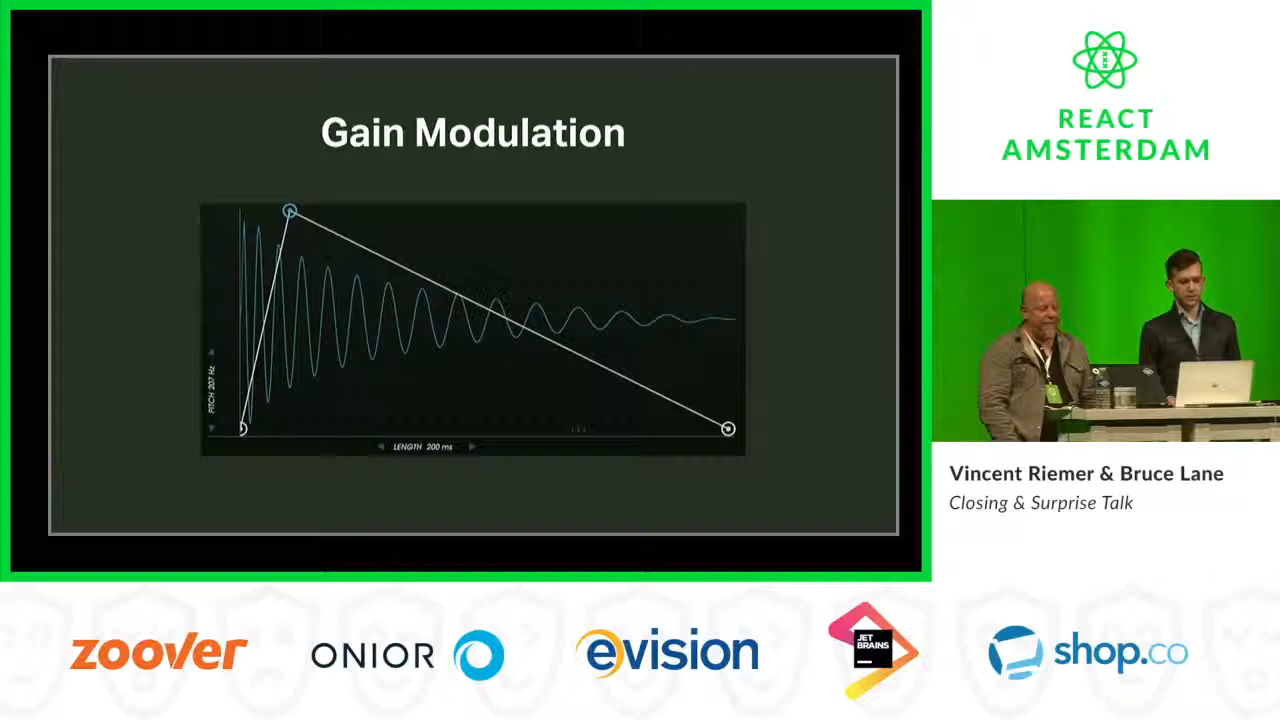 Gain Modulation
PITCH 207 Hz
LENGTH 200 ms
REACT
AMSTERDAM
Vincent Riemer & Bruce Lane
Closing & Surprise Talk
zoover
ONIOR
evision
JET
BRAINS
shop.co